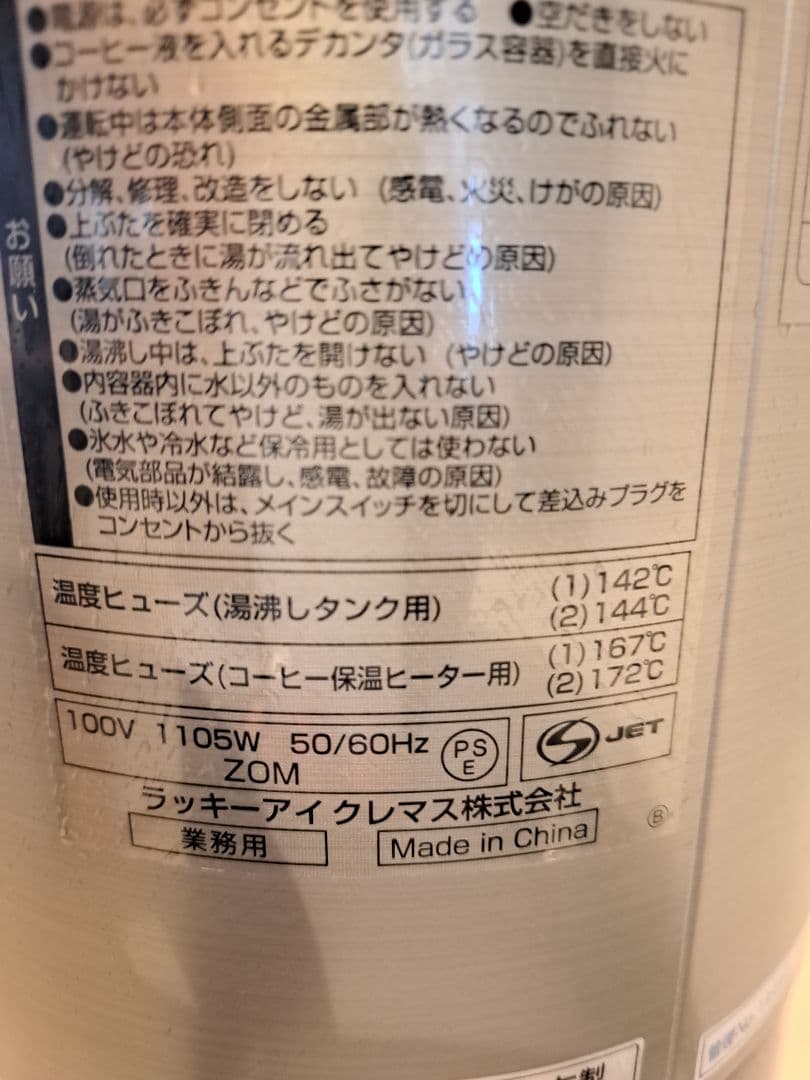 ●電源は、必ずコンセントを使用する ●空だきをしない
●コーヒー液を入れるデカンタ(ガラス容器)を直接火に
かけない
●運転中は本体側面の金属部が熱くなるのでふれない
(やけどの恐れ)
●分解、修理、改造をしない (感電、火災、けがの原因)
●上ぶたを確実に閉める
(倒れたときに湯が流れ出てやけどの原因)
●蒸気口をふきんなどでふさがない
(湯がふきこぼれ、やけどの原因)
●湯沸し中は、上ぶたを開けない (やけどの原因)
●内容器内に水以外のものを入れない
(ふきこぼれてやけど、湯が出ない原因)
●氷水や冷水など保冷用としては使わない
(電気部品が結露し、感電、故障の原因)
●使用時以外は、メインスイッチを切にして差込みプラグを
コンセントから抜く
お願い
温度ヒューズ(湯沸しタンク用) (1)142℃
(2)144℃
温度ヒューズ(コーヒー保温ヒーター用) (1)167℃
(2)172℃
100V 1105W 50/60Hz
ZOM
PS
E
S JET
ラッキーアイクレマス株式会社
業務用 Made in China
B
年製